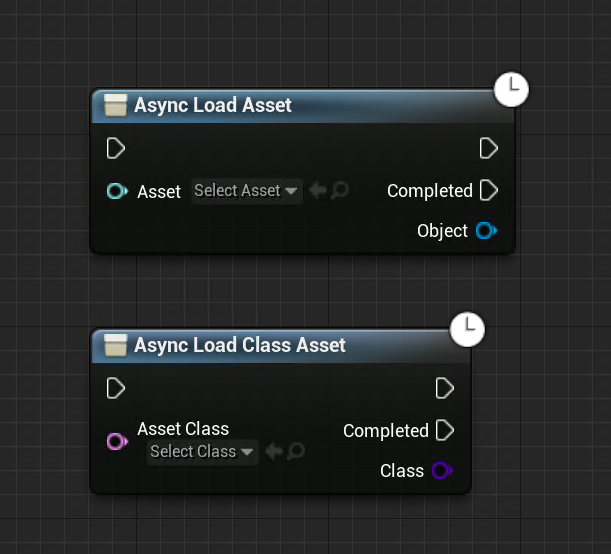 Async Load Asset
Asset Select Asset Completed
Object
Async Load Class Asset
Asset Class
Select Class Completed
Class